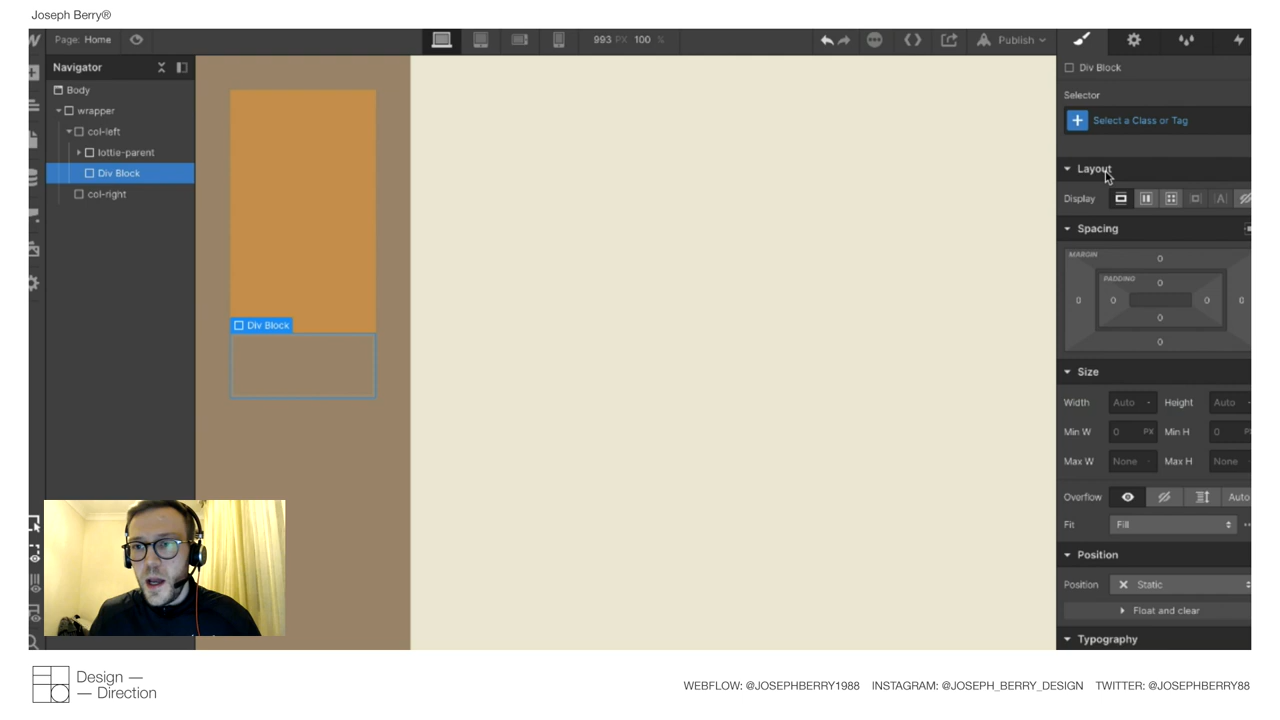 Joseph Berry®
Page: Home
993 PX 100 %
Publish
Navigator
Body
wrapper
col-left
lottie-parent
Div Block
col-right
Div Block
Div Block
Selector
+ Select a Class or Tag
Layout
Display
Spacing
MARGIN
0
PADDING
0
0 0 0 0
0
0
Size
Width Auto - Height Auto -
Min W 0 PX Min H 0
Max W None - Max H None
Overflow Auto
Fit Fill
Position
Position Static
Float and clear
Typography
Design —
— Direction
WEBFLOW: @JOSEPHBERRY1988 INSTAGRAM: @JOSEPH_BERRY_DESIGN TWITTER: @JOSEPHBERRY88